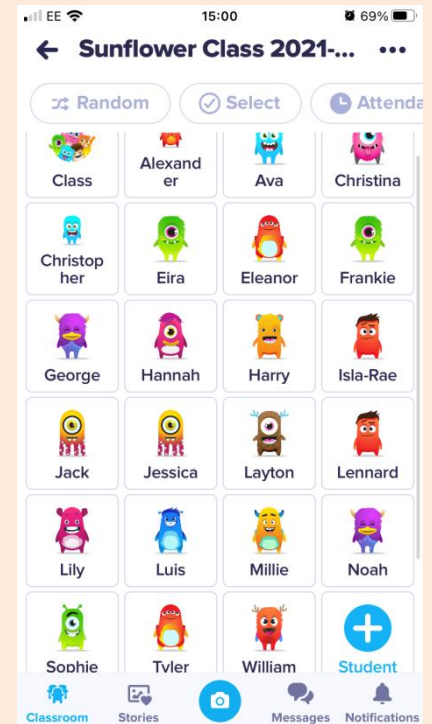 EE 15:00 69%
Sunflower Class 2021-...
Random Select Attenda
Class Alexand
er Ava Christina
Christop
her Eira Eleanor Frankie
George Hannah Harry Isla-Rae
Jack Jessica Layton Lennard
Lily Luis Millie Noah
Sophie Tyler William Student
Classroom Stories Messages Notifications